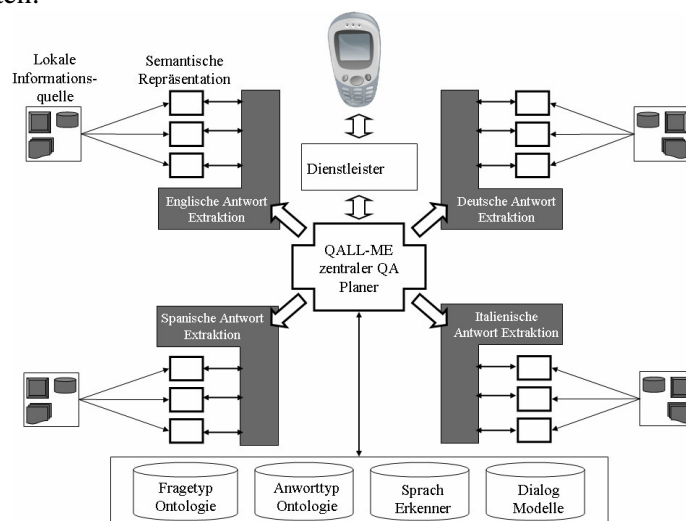 ten.
Lokale
Informations-
quelle
Semantische
Repräsentation
Dienstleister
Englische Antwort
Extraktion
Deutsche Antwort
Extraktion
QALL-ME
zentraler QA
Planer
Spanische Antwort
Extraktion
Italienische
Antwort Extraktion
Fragetyp
Ontologie
Anworttyp
Ontologie
Sprach
Erkenner
Dialog
Modelle